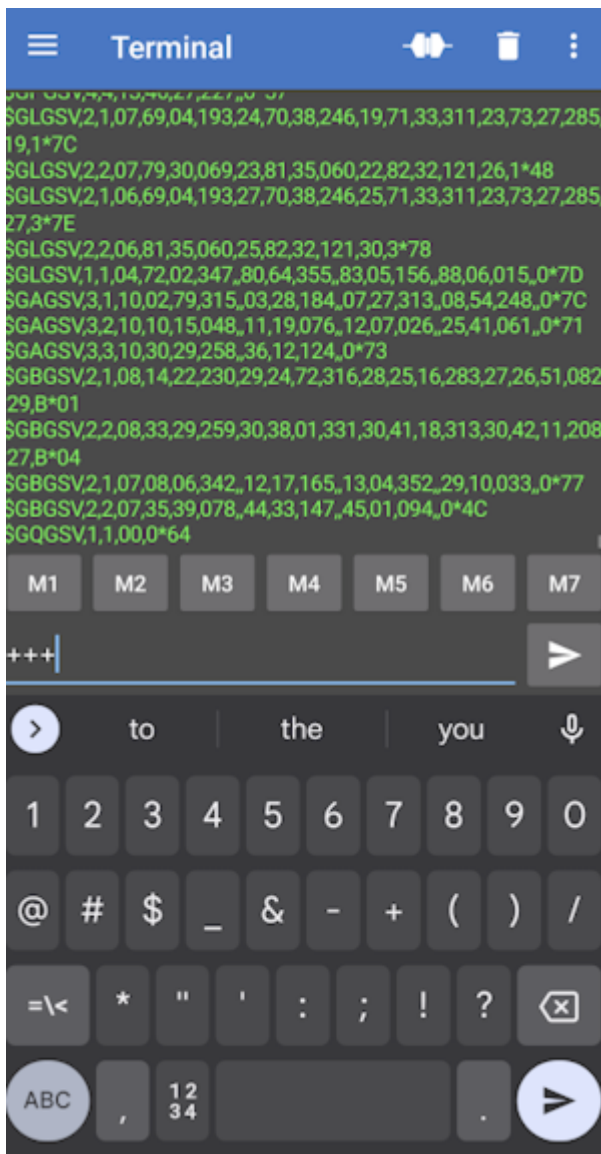 Terminal
$GLGSV,2,1,07,69,04,193,24,70,38,246,19,71,33,311,23,73,27,285,
19,1*7C
$GLGSV,2,2,07,79,30,069,23,81,35,060,22,82,32,121,26,1*48
$GLGSV,2,1,06,69,04,193,27,70,38,246,25,71,33,311,23,73,27,285,
27,3*7E
$GLGSV,2,2,06,81,35,060,25,82,32,121,30,3*78
$GLGSV,1,1,04,72,02,347,,80,64,355,,83,05,156,,88,06,015,,0*7D
$GAGSV,3,1,10,02,79,315,,03,28,184,,07,27,313,,08,54,248,,0*7C
$GAGSV,3,2,10,10,15,048,,11,19,076,,12,07,026,,25,41,061,,0*71
$GAGSV,3,3,10,30,29,258,,36,12,124,,0*73
$GBGSV,2,1,08,14,22,230,29,24,72,316,28,25,16,283,27,26,51,082,
29,B*01
$GBGSV,2,2,08,33,29,259,30,38,01,331,30,41,18,313,30,42,11,208,
27,B*04
$GBGSV,2,1,07,08,06,342,,12,17,165,,13,04,352,,29,10,033,,0*77
$GBGSV,2,2,07,35,39,078,,44,33,147,,45,01,094,,0*4C
$GQGSV,1,1,00,0*64
M1 M2 M3 M4 M5 M6 M7
+++
to the you
1 2 3 4 5 6 7 8 9 0
@ # $ _ & - + ( ) /
=\< * " ' : ; ! ?
ABC , 12 .
34